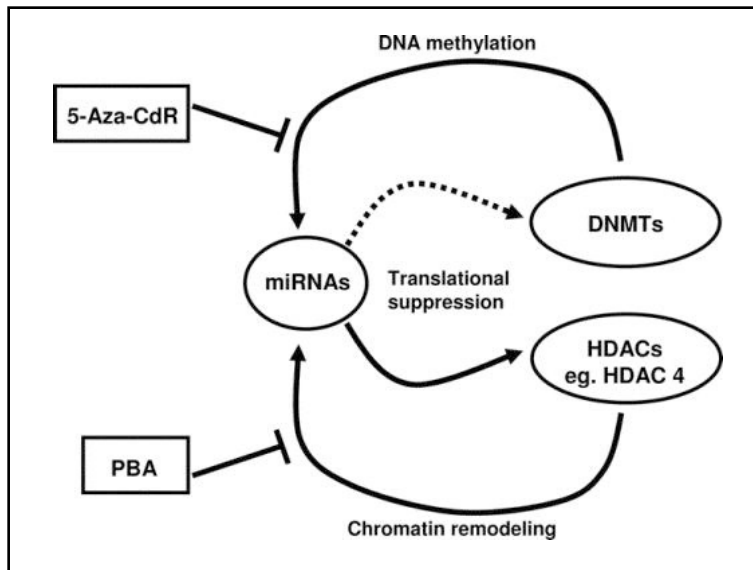 DNA methylation
5-Aza-CdR
DNMTs
miRNAs
Translational
suppression
HDACs
eg. HDAC 4
PBA
Chromatin remodeling